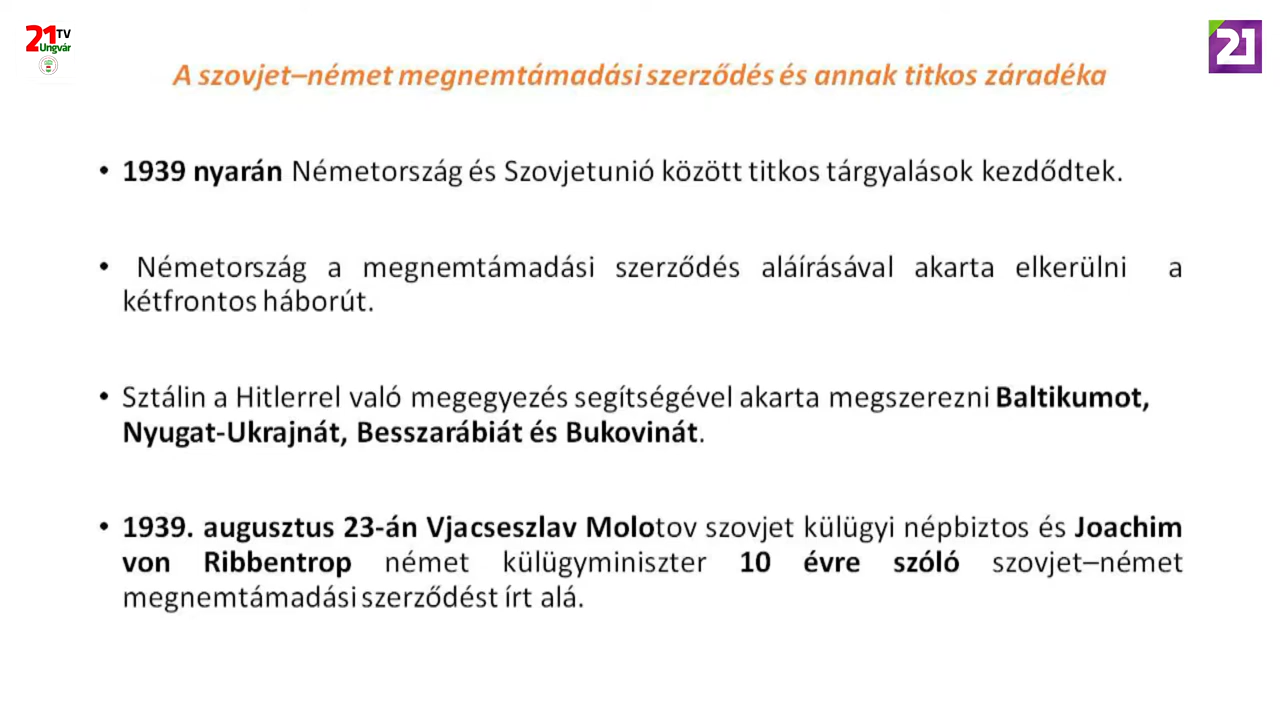 21 TV
Ungvár
21
A szovjet–német megnemtámadási szerződés és annak titkos záradéka
• 1939 nyarán Németország és Szovjetunió között titkos tárgyalások kezdődtek.
• Németország a megnemtámadási szerződés aláírásával akarta elkerülni a
kétfrontos háborút.
• Sztálin a Hitlerrel való megegyezés segítségével akarta megszerezni Baltikumot,
Nyugat-Ukrajnát, Besszarábiát és Bukovinát.
• 1939. augusztus 23-án Vjacseszlav Molotov szovjet külügyi népbiztos és Joachim
von Ribbentrop német külügyminiszter 10 évre szóló szovjet–német
megnemtámadási szerződést írt alá.